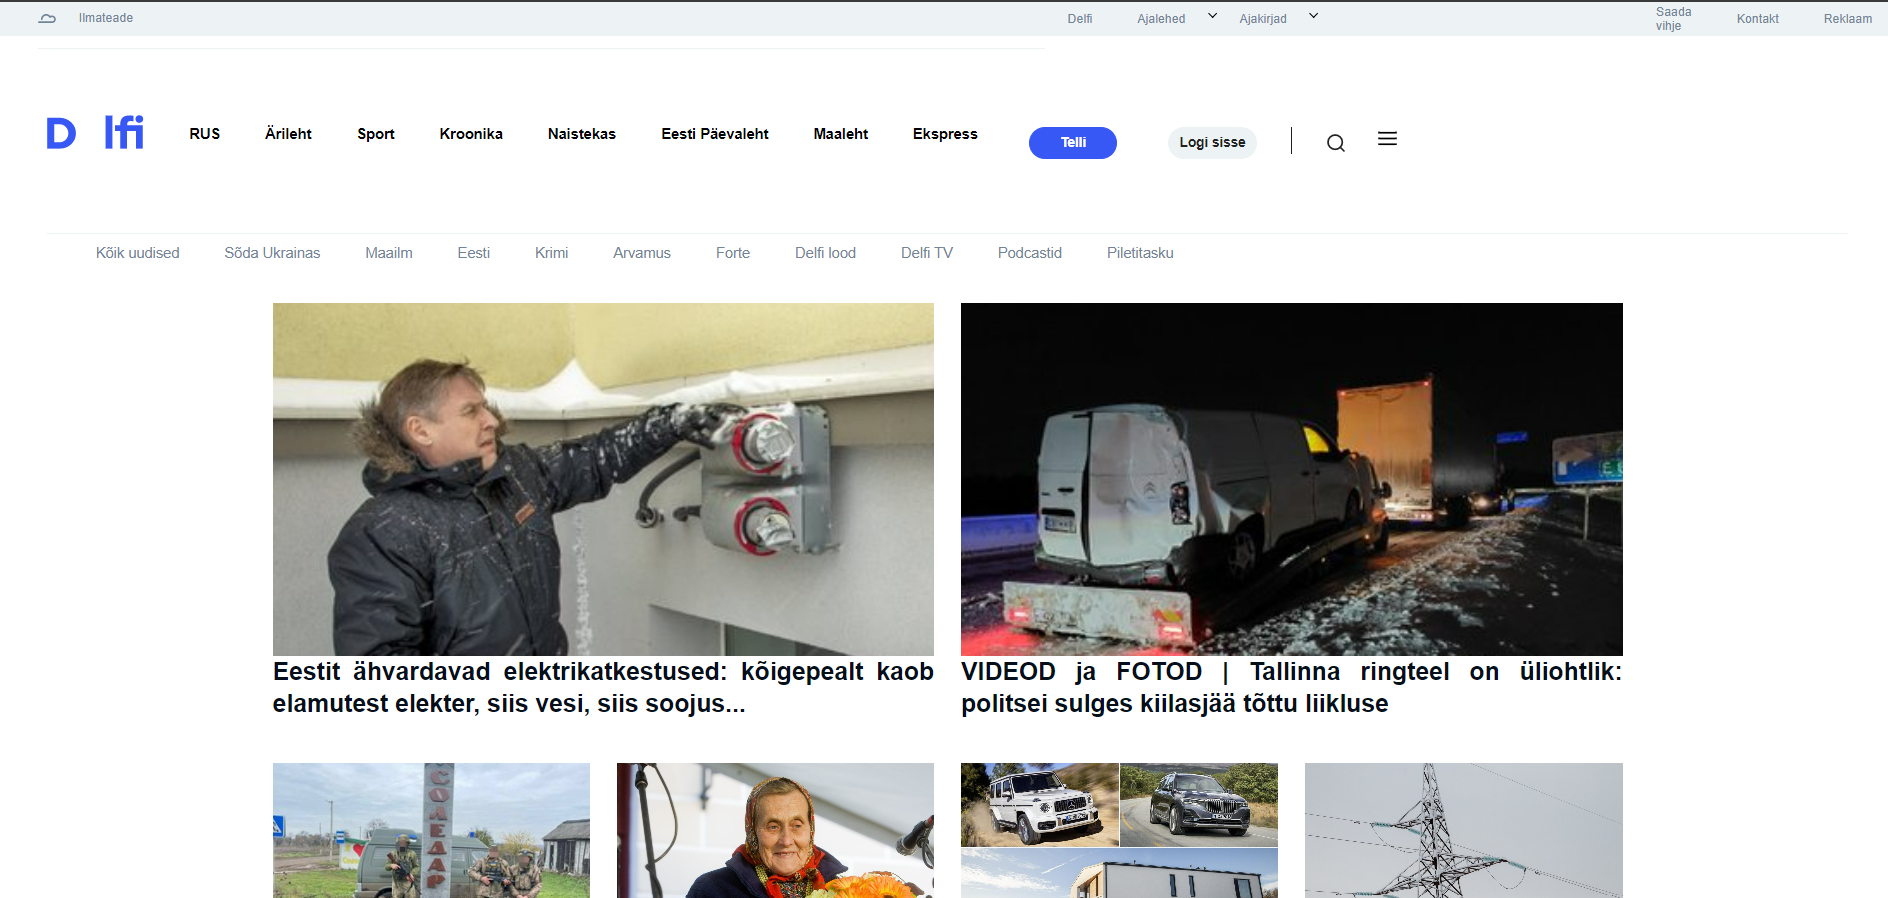 Ilmateade
Delfi
Ajalehed
Ajakirjad
Saada
vihje
Kontakt
Reklaam
D lfi
RUS
Ärileht
Sport
Kroonika
Naistekas
Eesti Päevaleht
Maaleht
Ekspress
Telli
Logi sisse
Kõik uudised
Sõda Ukrainas
Maailm
Eesti
Krimi
Arvamus
Forte
Delfi lood
Delfi TV
Podcastid
Piletitasku
Eestit ähvardavad elektrikatkestused: kõigepealt kaob
elamutest elekter, siis vesi, siis soojus...
VIDEOD ja FOTOD | Tallinna ringteel on üliohtlik:
politsei sulges kiilasjää tõttu liikluse
СОЛЕДАР